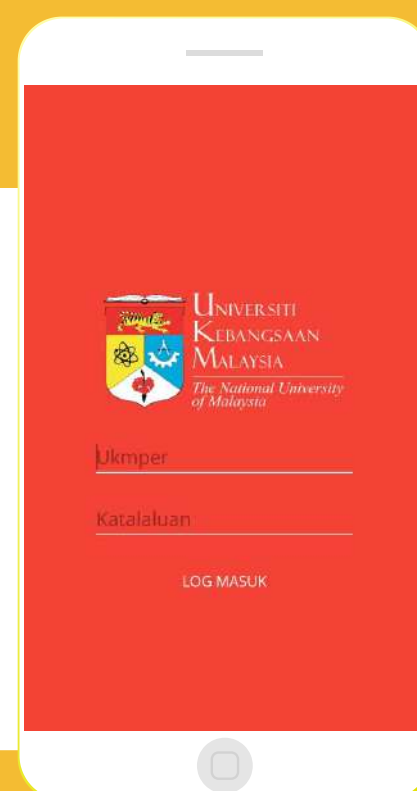 UNIVERSITI
KEBANGSAAN
MALAYSIA
The National University
of Malaysia
Ukmper
Katalaluan
LOG MASUK